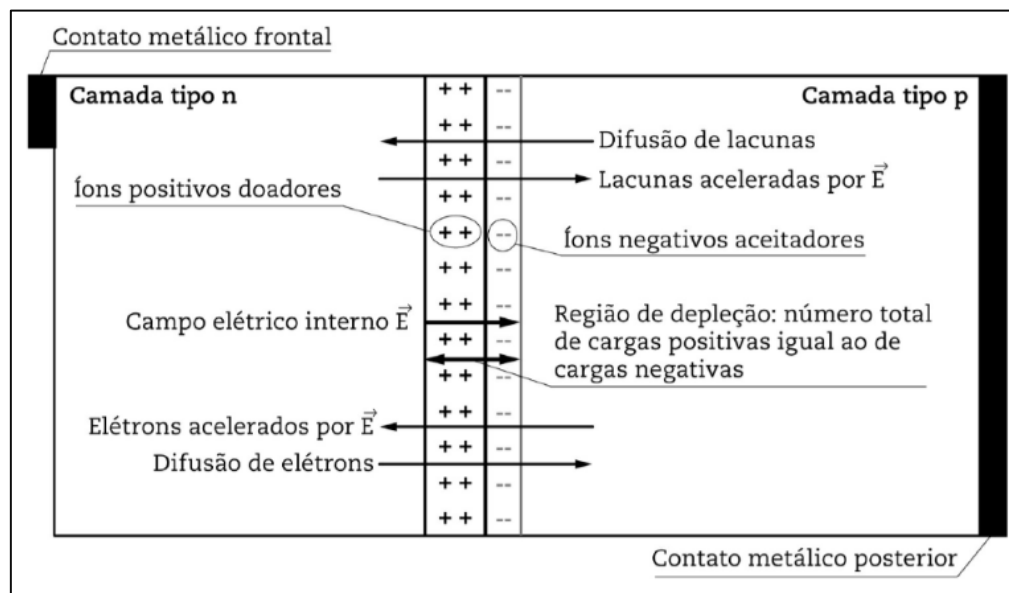 Contato metálico frontal
Camada tipo n
Camada tipo p
++ --
++ --
Difusão de lacunas
++ --
Lacunas aceleradas por E⃗
Íons positivos doadores
++ --
++ --
Íons negativos aceitadores
++ --
++ --
Campo elétrico interno E⃗
Região de depleção: número total
de cargas positivas igual ao de
cargas negativas
++ --
++ --
++ --
Elétrons acelerados por E⃗
++ --
Difusão de elétrons
++ --
++ --
Contato metálico posterior